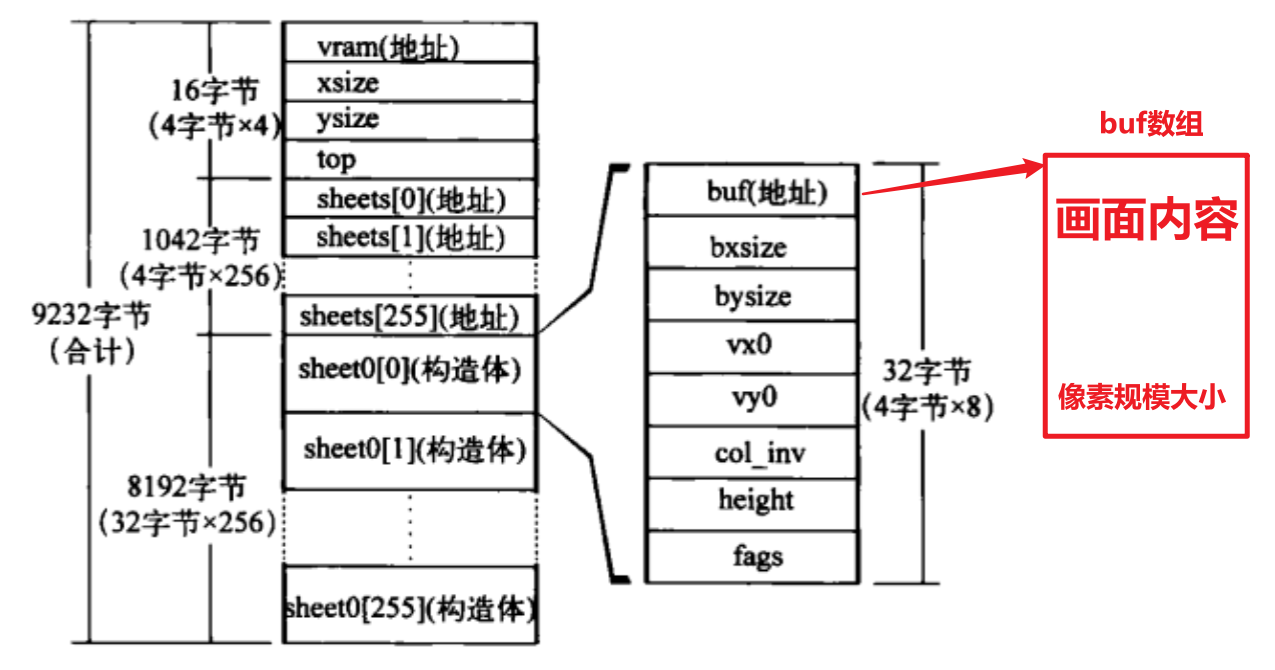 vram(地址)
xsize
ysize
top
sheets[0](地址)
sheets[1](地址)
sheets[255](地址)
sheet0[0](构造体)
sheet0[1](构造体)
sheet0[255](构造体)
16字节
(4字节×4)
1042字节
(4字节×256)
9232字节
(合计)
8192字节
(32字节×256)
buf(地址)
bxsize
bysize
vx0
vy0
col_inv
height
fags
32字节
(4字节×8)
buf数组
画面内容
像素规模大小